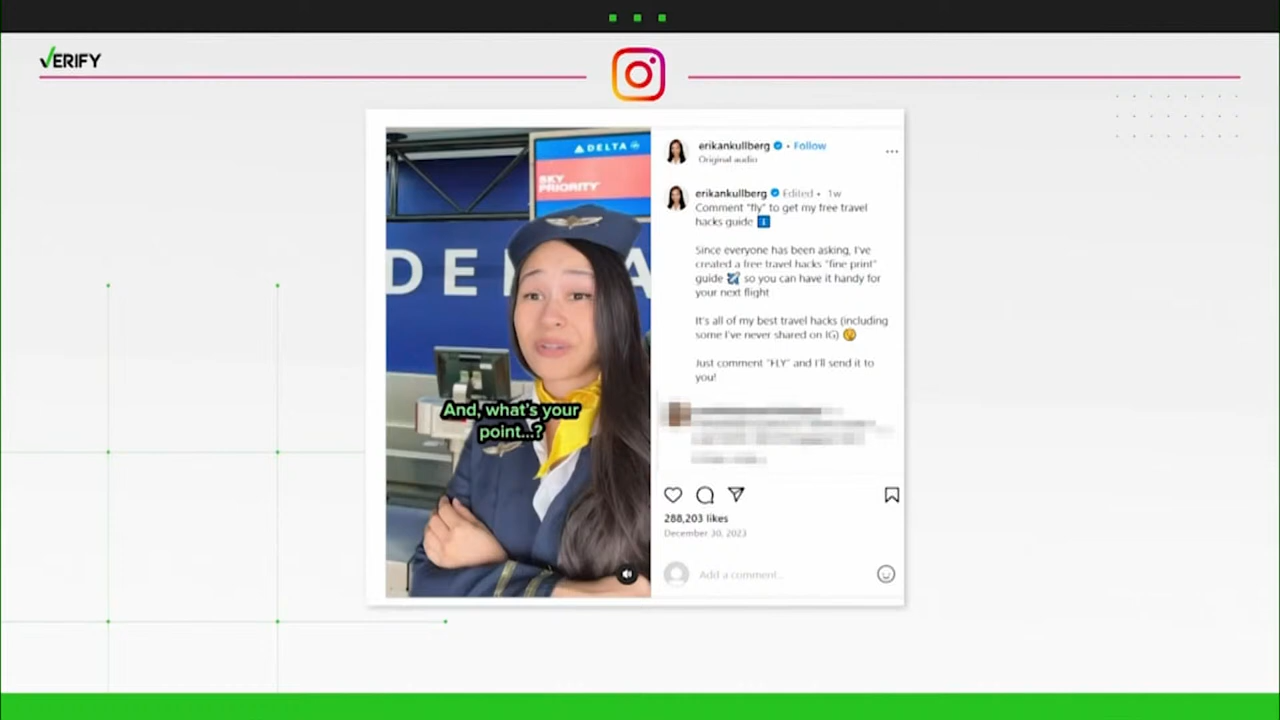 VERIFY
DELTA
SKY
PRIORITY
DE
A
And, what's your
point...?
erikankullberg • Follow
Original audio
erikankullberg Edited • 1w
Comment "fly" to get my free travel
hacks guide
Since everyone has been asking, I've
created a free travel hacks "fine print"
guide ✈️ so you can have it handy for
your next flight
It's all of my best travel hacks (including
some I've never shared on IG) 🫣
Just comment "FLY" and I'll send it to
you!
288,203 likes
December 30, 2023
Add a comment...